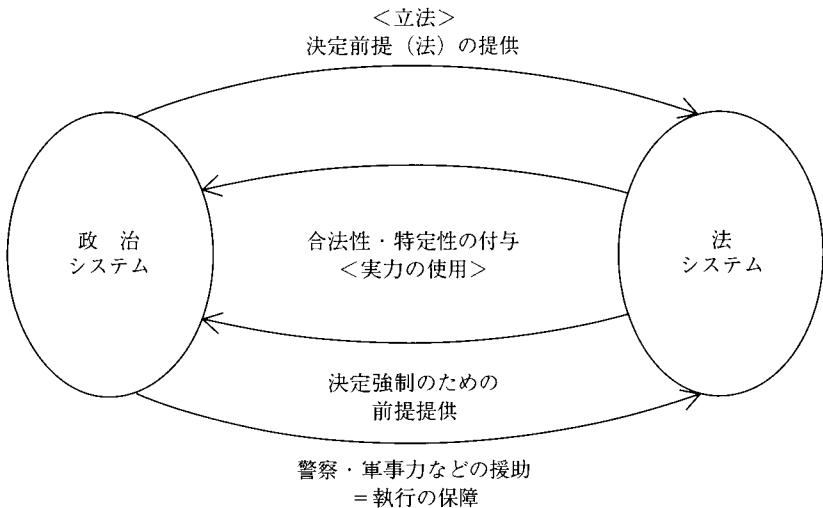 ＜立法＞
決定前提（法）の提供
政　治
システム
合法性・特定性の付与
＜実力の使用＞
法
システム
決定強制のための
前提提供
警察・軍事力などの援助
＝執行の保障